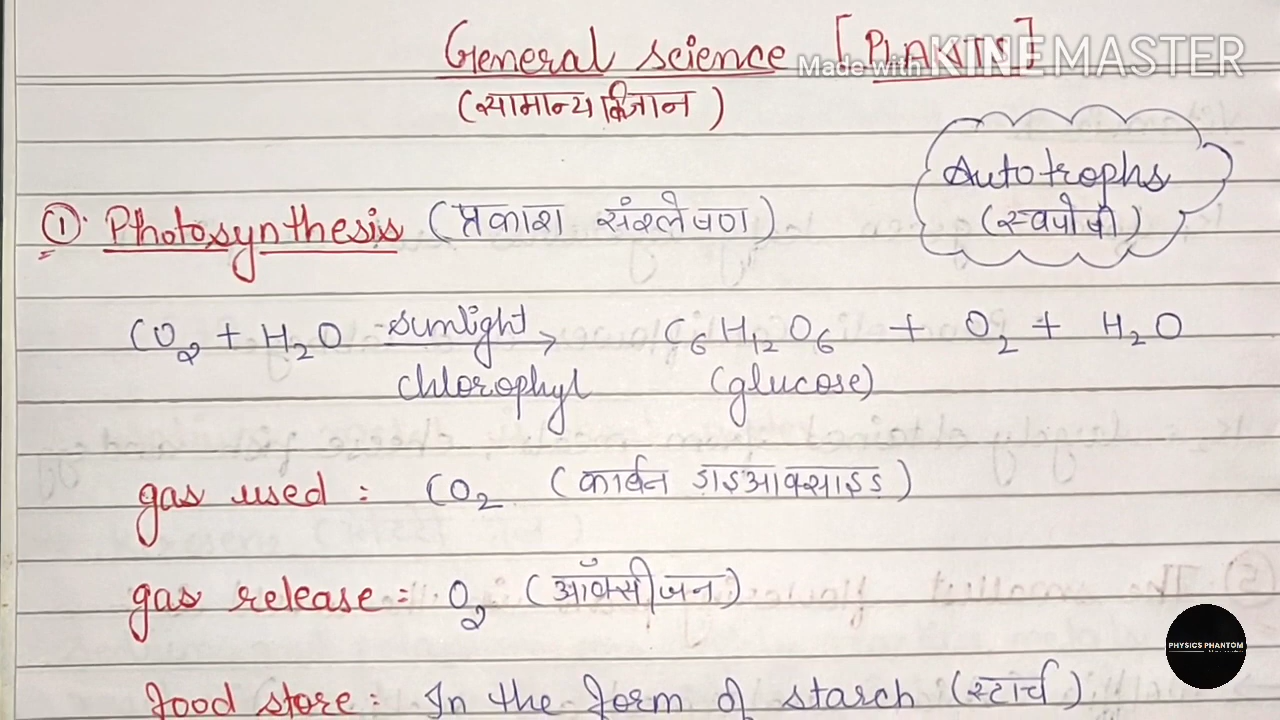 General science [PLANTS]
Made with KINEMASTER
(सामान्य विज्ञान)
Autotrophs
(स्वपोषी)
① Photosynthesis (प्रकाश संश्लेषण)
CO2 + H2O sunlight → C6H12O6 + O2 + H2O
chlorophyl (glucose)
gas used : CO2 (कार्बन डाइआक्साइड)
gas release : O2 (ऑक्सीजन)
PHYSICS PHANTOM
food store : In the form of starch (स्टार्च)